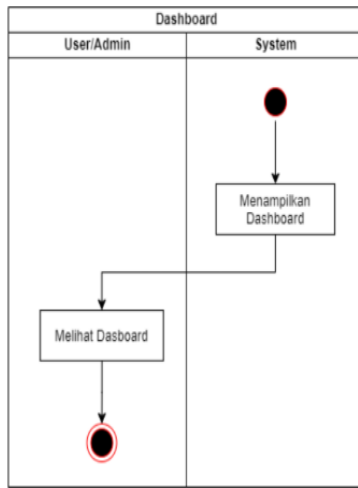 Dashboard
User/Admin
System
Menampilkan
Dashboard
Melihat Dasboard